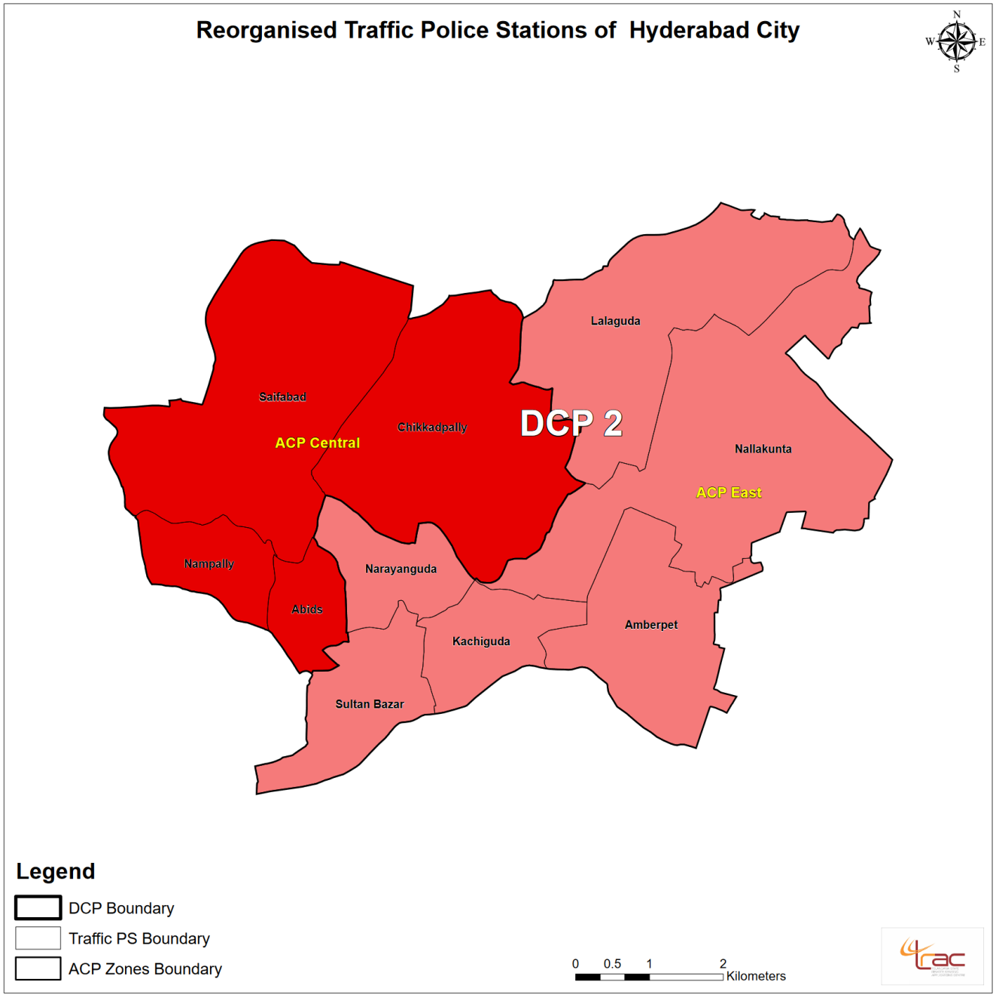 Reorganised Traffic Police Stations of Hyderabad City
N
W E
S
Lalaguda
Saifabad
Chikkadpally
DCP 2
ACP Central
Nallakunta
ACP East
Nampally
Narayanguda
Abids
Amberpet
Kachiguda
Sultan Bazar
Legend
DCP Boundary
Traffic PS Boundary
ACP Zones Boundary
0 0.5 1 2
Kilometers
trac